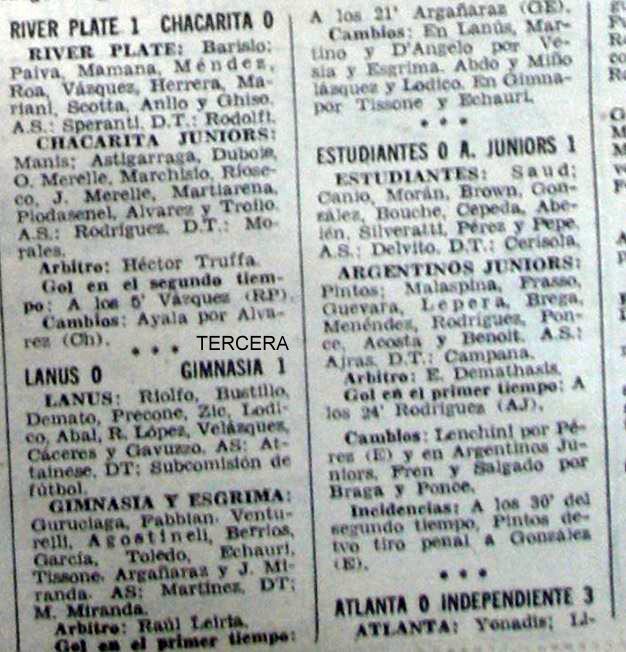 RIVER PLATE 1 CHACARITA 0
RIVER PLATE: Barisio;
Paiva, Mamana, Méndez,
Roa, Vázquez, Herrera, Ma-
riani, Scotta, Anllo y Ghiso.
A.S.: Speranti. D.T.: Rodolfi.
CHACARITA JUNIORS:
Manis; Astigarraga, Dubois,
O. Merelle, Marchisio, Riose-
co, J. Merelle, Martiarena,
Piodasenel, Alvarez y Troilo.
A.S.: Rodríguez. D.T.: Mo-
rales.
Arbitro: Héctor Truffa.
Gol en el segundo tiem-
po: A los 5' Vázquez (RP).
Cambios: Ayala por Alva-
rez (Ch).
* * * TERCERA
LANUS 0 GIMNASIA 1
LANUS: Riolfo, Bustillo,
Demato, Precone, Zic, Lodi-
co, Abal, R. López, Velázquez,
Cáceres y Gavuzzo. AS: At-
tainese, DT: Subcomisión de
fútbol.
GIMNASIA Y ESGRIMA:
Guruciaga, Fabbian. Ventu-
reilli, Agostineli, Berrios,
García, Toledo, Echauri,
Tissone, Argañaraz y J. Mi-
randa. AS: Martínez, DT:
M. Miranda.
Arbitro: Raúl Leiria.
Gol en el primer tiempo:
A los 21' Argañaraz (GE).
Cambios: En Lanús, Mar-
tino y D'Angelo por Ve-
sia y Esgrima. Abdo y Miño
lázquez y Lodico. En Gimna-
por Tissone y Echauri.
* * *
ESTUDIANTES 0 A. JUNIORS 1
ESTUDIANTES: Saud;
Canio, Morán, Brown, Gon-
zález, Bouche, Cepeda, Abe-
ién, Silveratti, Pérez y Pepe.
A.S.: Delvito. D.T.: Cerisola.
ARGENTINOS JUNIORS:
Pintos; Malaspina, Frasso,
Guevara, Lepera, Brega,
Menéndez, Rodríguez, Pon-
ce, Acosta y Benoit. A.S.:
Ajras. D.T.: Campana.
Arbitro: E. Demathasis.
Gol en el primer tiempo: A
los 24' Rodríguez (AJ).
Cambios: Lenchini por Pé-
rez (E) y en Argentinos Ju-
niors, Fren y Salgado por
Braga y Ponce.
Incidencias: A los 30' del
segundo tiempo, Pintos de-
tvo tiro penal a González
(E).
* * *
ATLANTA 0 INDEPENDIENTE 3
ATLANTA: Yonadis; Li-